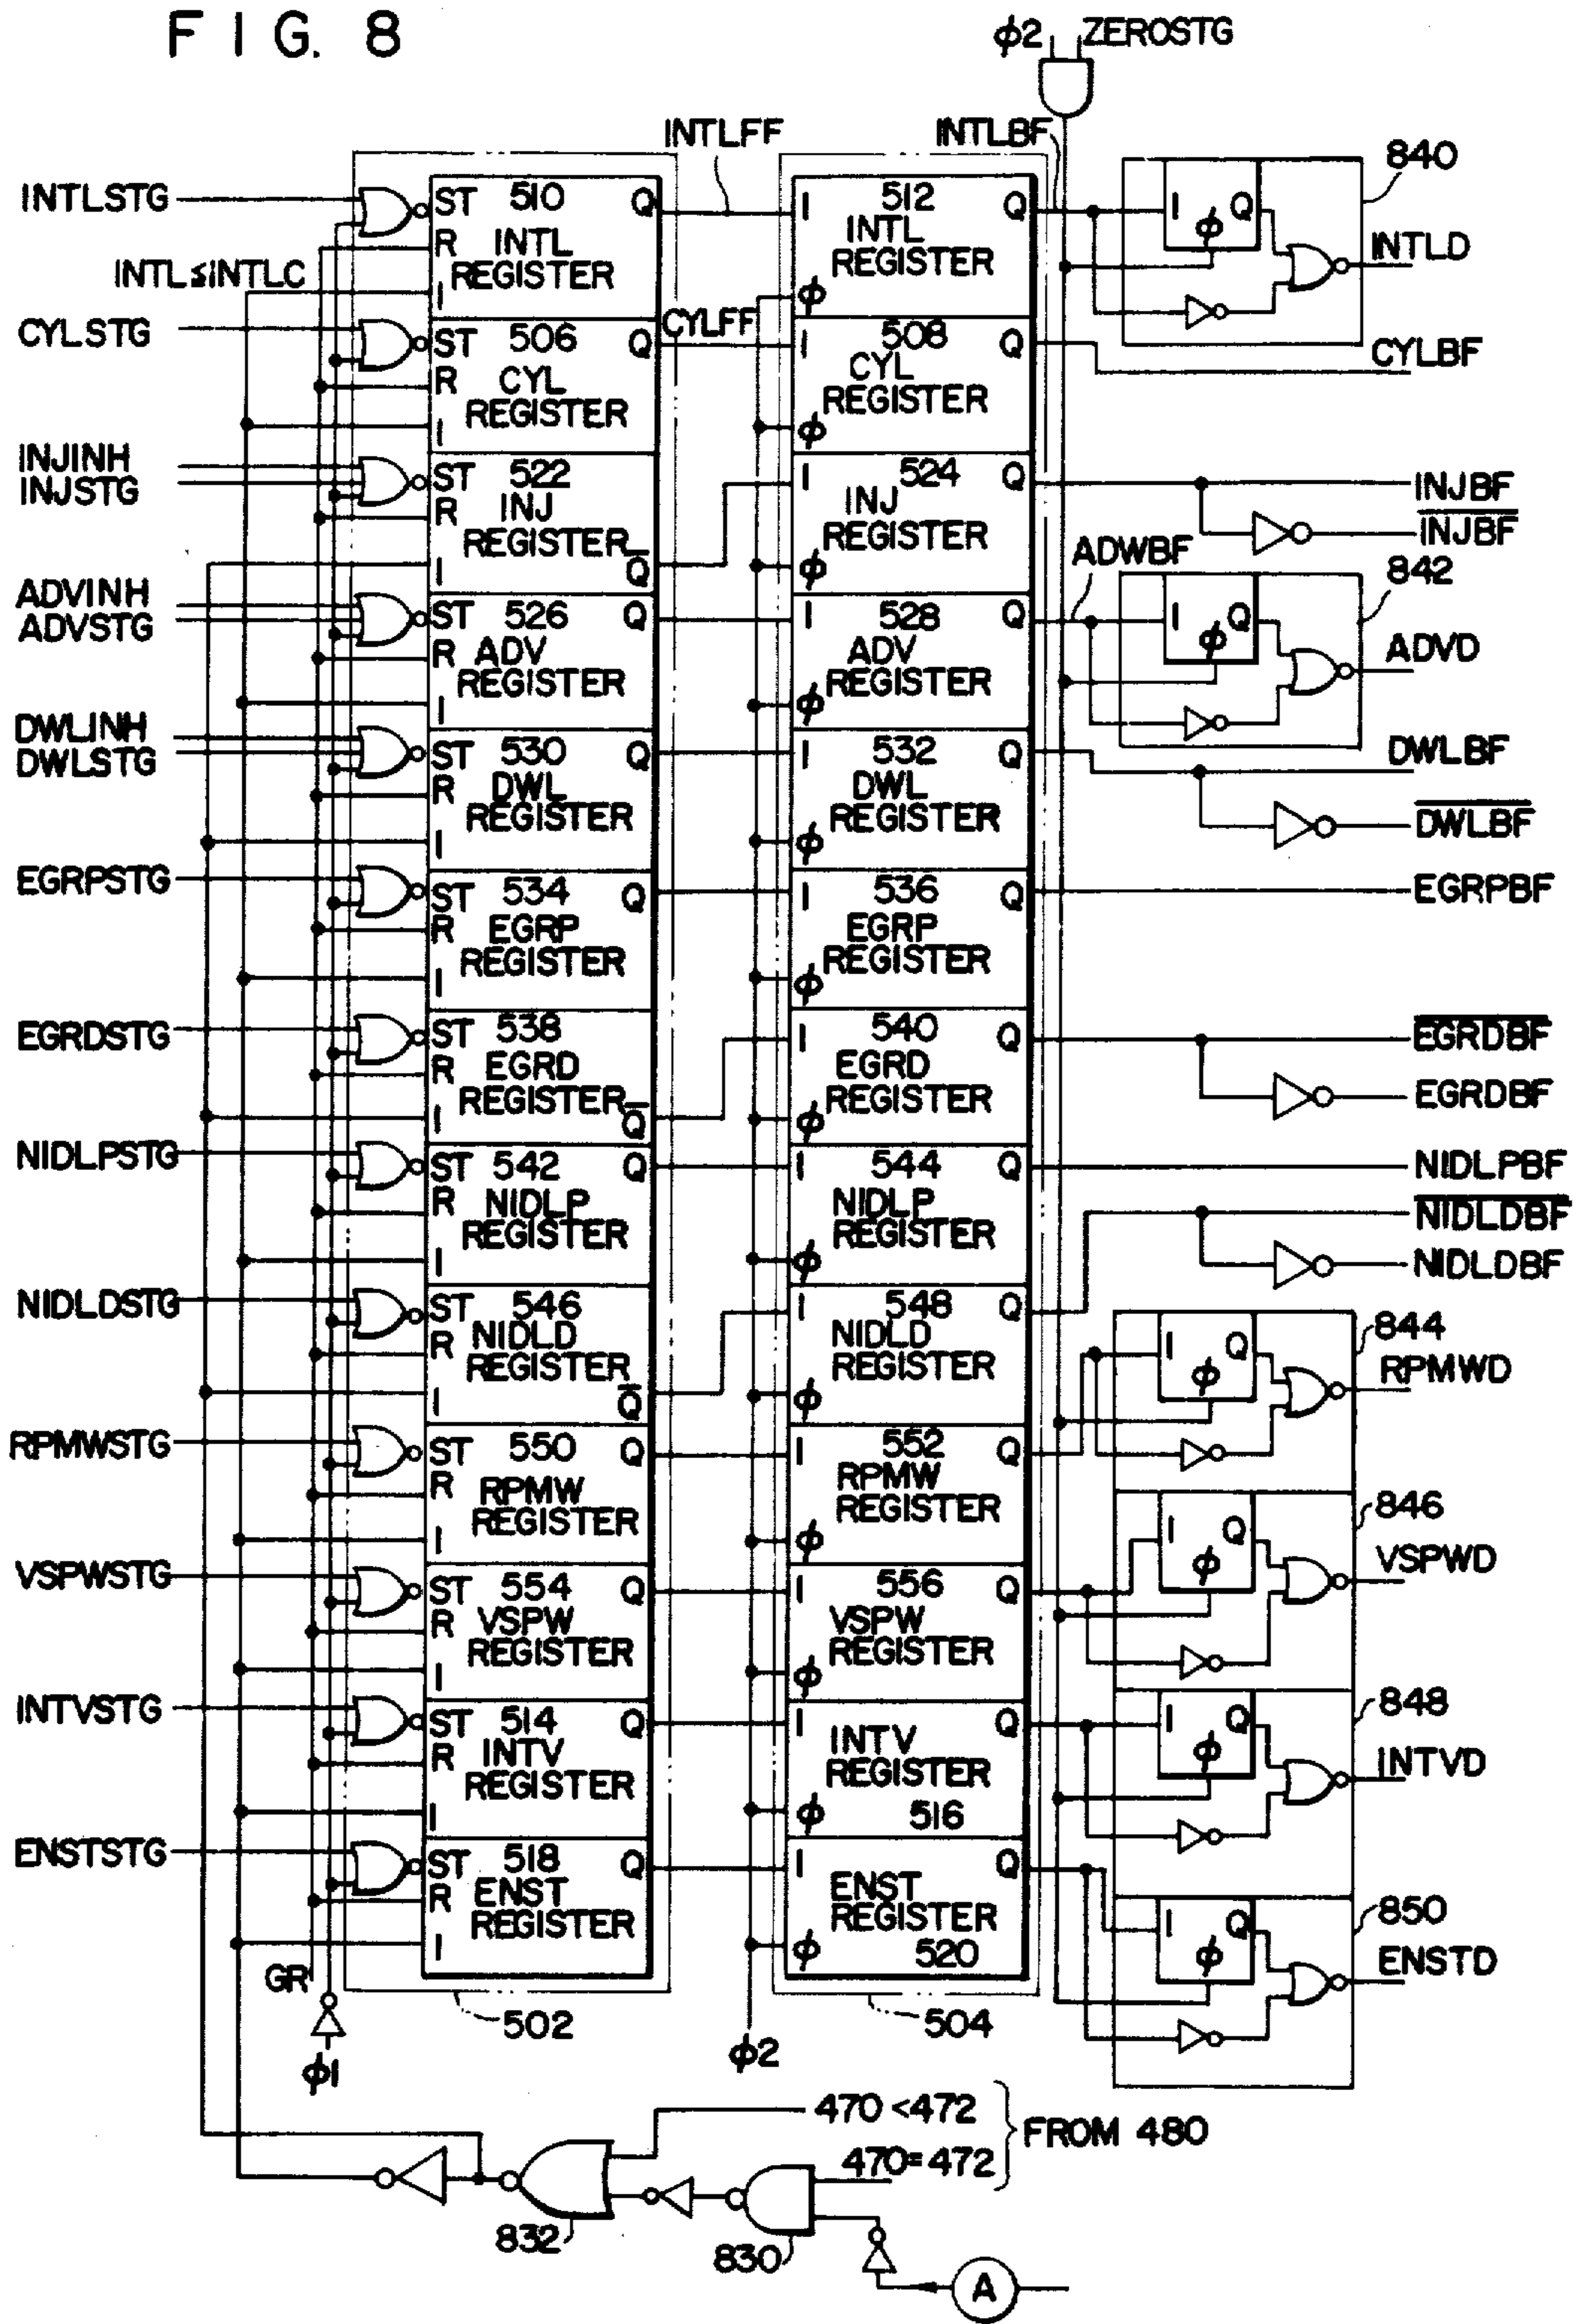 FIG. 8
φ2 ZEROSTG
INTLFF
INTLBF
840
INTLSTG
ST 510 Q
R INTL
REGISTER
I
I 512 Q
INTL
REGISTER
φ
I Q
φ
INTLD
INTL≦INTLC
CYLSTG
ST 506 Q
R CYL
REGISTER
I
CYLFF
I 508 Q
CYL
REGISTER
φ
CYLBF
INJINH
INJSTG
ST 522
R INJ
REGISTER
I Q̅
I 524 Q
INJ
REGISTER
φ
INJBF
I̅N̅J̅B̅F̅
ADWBF
842
ADVINH
ADVSTG
ST 526 Q
R ADV
REGISTER
I
I 528 Q
ADV
REGISTER
φ
I Q
φ
ADVD
DWLINH
DWLSTG
ST 530 Q
R DWL
REGISTER
I
I 532 Q
DWL
REGISTER
φ
DWLBF
D̅W̅L̅B̅F̅
EGRPSTG
ST 534 Q
R EGRP
REGISTER
I
I 536 Q
EGRP
REGISTER
φ
EGRPBF
EGRDSTG
ST 538
R EGRD
REGISTER
I Q̅
I 540 Q
EGRD
REGISTER
φ
E̅G̅R̅D̅B̅F̅
EGRDBF
NIDLPSTG
ST 542 Q
R NIDLP
REGISTER
I
I 544 Q
NIDLP
REGISTER
φ
NIDLPBF
N̅I̅D̅L̅D̅B̅F̅
NIDLDBF
NIDLDSTG
ST 546
R NIDLD
REGISTER
I Q̅
I 548 Q
NIDLD
REGISTER
φ
844
I Q
φ
RPMWD
RPMWSTG
ST 550 Q
R RPMW
REGISTER
I
I 552 Q
RPMW
REGISTER
φ
846
I Q
φ
VSPWD
VSPWSTG
ST 554 Q
R VSPW
REGISTER
I
I 556 Q
VSPW
REGISTER
φ
848
I Q
φ
INTVD
INTVSTG
ST 514 Q
R INTV
REGISTER
I
I Q
INTV
REGISTER
φ 516
ENSTSTG
ST 518 Q
R ENST
REGISTER
I
I Q
ENST
REGISTER
φ 520
850
I Q
φ
ENSTD
GR
502
504
φ1
φ2
470 <472
470=472
FROM 480
832
830
A